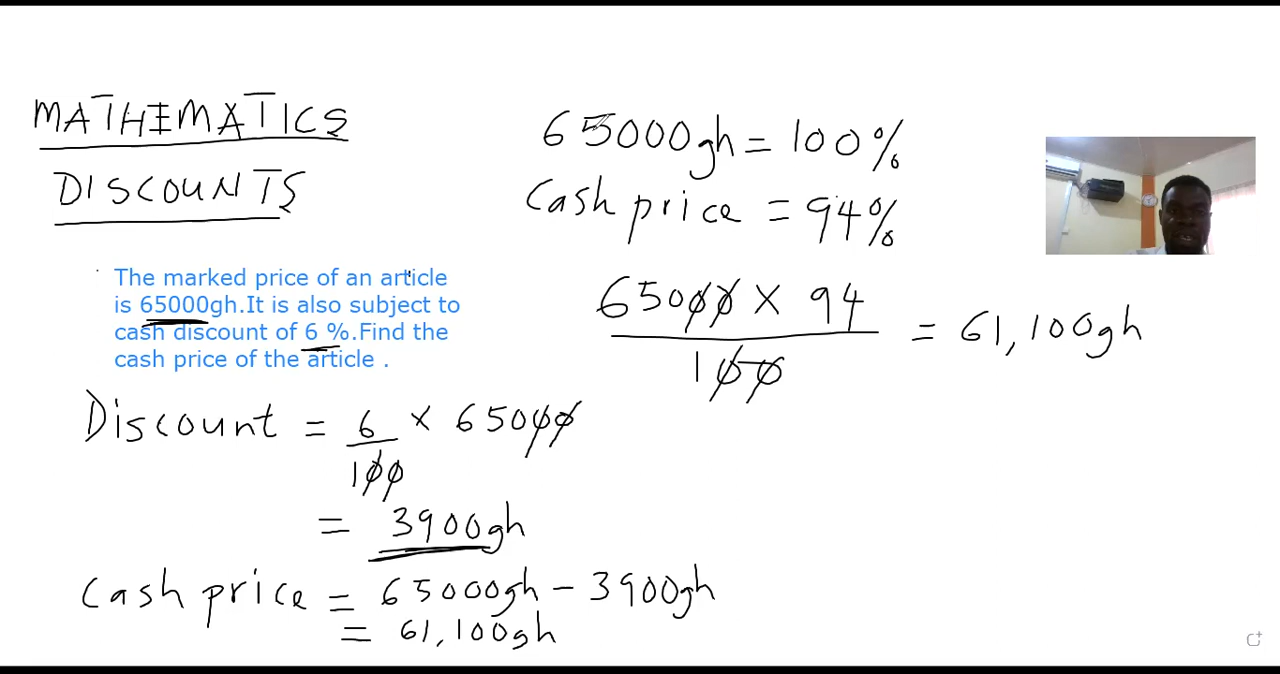 MATHEMATICS
DISCOUNTS
The marked price of an article
is 65000gh.It is also subject to
cash discount of 6 %.Find the
cash price of the article .
Discount = 6/100 × 65000
= 3900gh
Cash price = 65000gh - 3900gh
= 61,100gh
65000gh = 100%
Cash price = 94%
65000 × 94
100
= 61,100gh